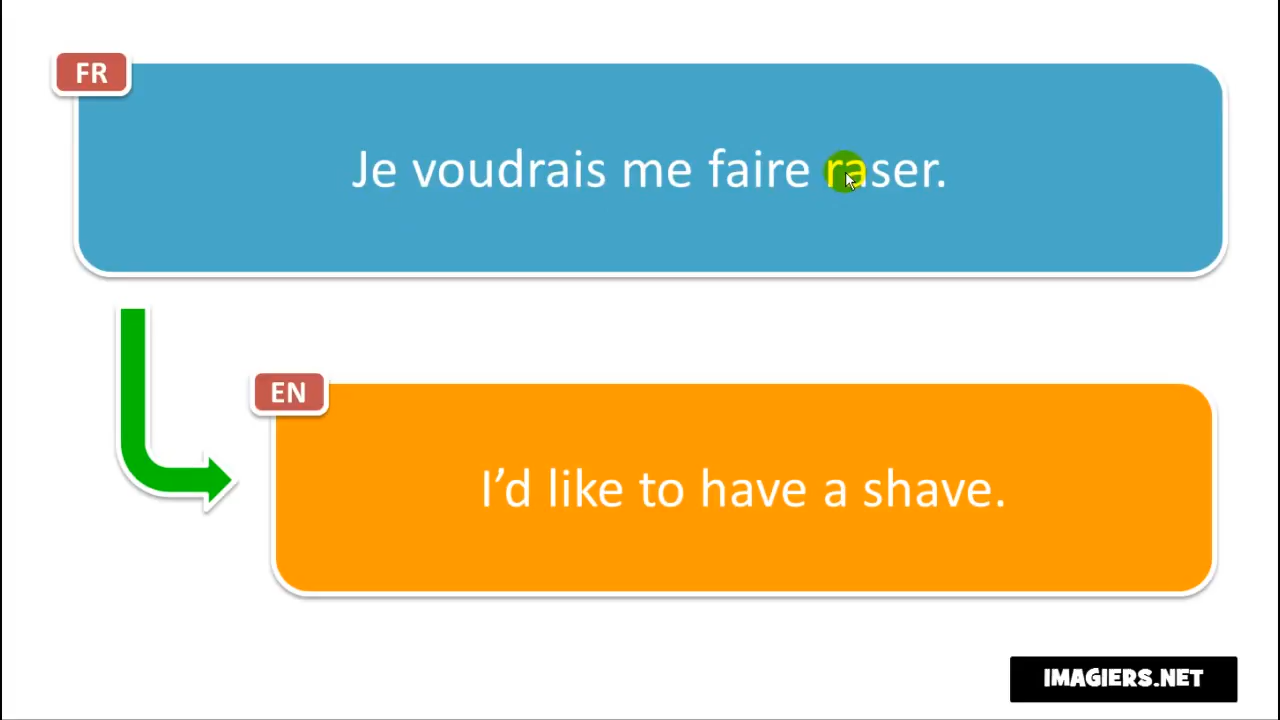 FR
Je voudrais me faire raser.
EN
I’d like to have a shave.
IMAGIERS.NET